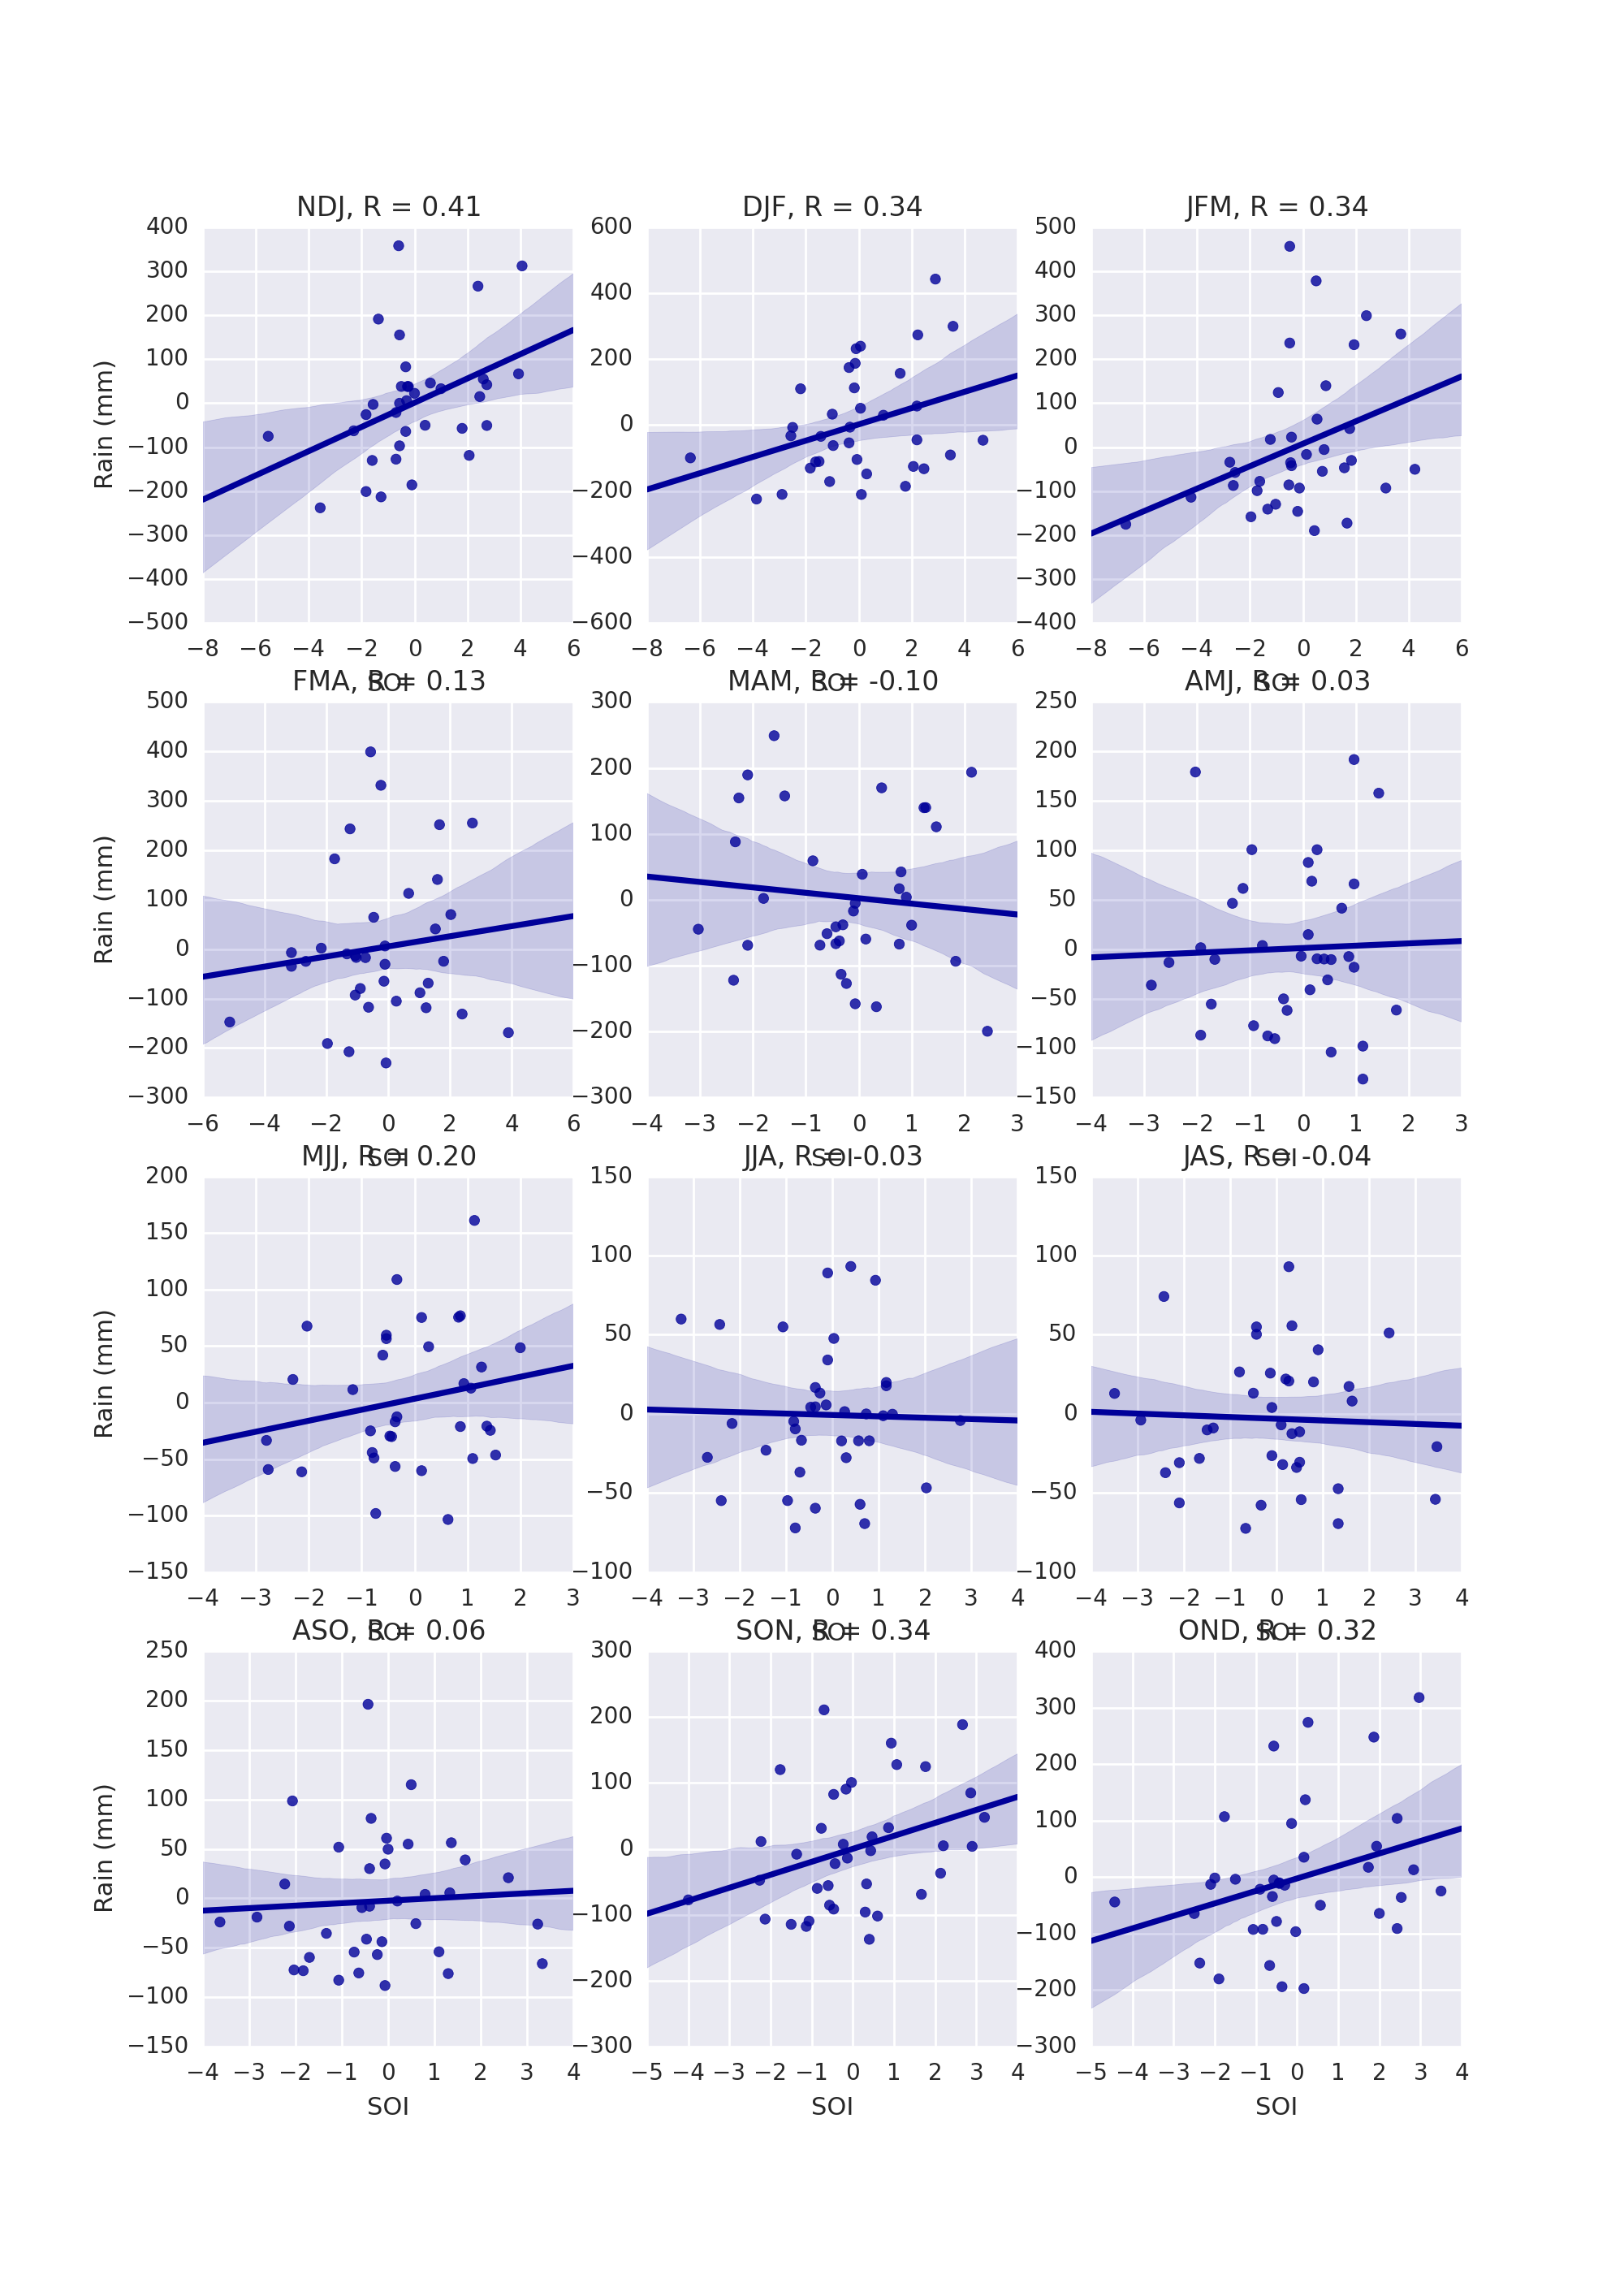 NDJ, R = 0.41
DJF, R = 0.34
JFM, R = 0.34
400
300
200
100
0
−100
−200
−300
−400
−500
Rain (mm)
−8 −6 −4 −2 0 2 4 6
SOI
600
400
200
0
−200
−400
−600
−8 −6 −4 −2 0 2 4 6
SOI
500
400
300
200
100
0
−100
−200
−300
−400
−8 −6 −4 −2 0 2 4 6
SOI
FMA, R = 0.13
MAM, R = -0.10
AMJ, R = 0.03
500
400
300
200
100
0
−100
−200
−300
Rain (mm)
−6 −4 −2 0 2 4 6
SOI
300
200
100
0
−100
−200
−300
−4 −3 −2 −1 0 1 2 3
SOI
250
200
150
100
50
0
−50
−100
−150
−4 −3 −2 −1 0 1 2 3
SOI
MJJ, R = 0.20
JJA, R = -0.03
JAS, R = -0.04
200
150
100
50
0
−50
−100
−150
Rain (mm)
−4 −3 −2 −1 0 1 2 3
SOI
150
100
50
0
−50
−100
−4 −3 −2 −1 0 1 2 3 4
SOI
150
100
50
0
−50
−100
−4 −3 −2 −1 0 1 2 3 4
SOI
ASO, R = 0.06
SON, R = 0.34
OND, R = 0.32
250
200
150
100
50
0
−50
−100
−150
Rain (mm)
−4 −3 −2 −1 0 1 2 3 4
SOI
300
200
100
0
−100
−200
−300
−5 −4 −3 −2 −1 0 1 2 3 4
SOI
400
300
200
100
0
−100
−200
−300
−5 −4 −3 −2 −1 0 1 2 3 4
SOI